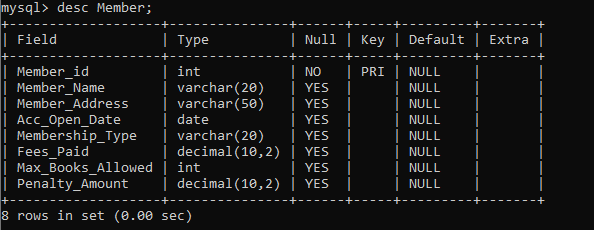 mysql> desc Member;
+-------------------+---------------+------+-----+---------+-------+
| Field             | Type          | Null | Key | Default | Extra |
+-------------------+---------------+------+-----+---------+-------+
| Member_id         | int           | NO   | PRI | NULL    |       |
| Member_Name       | varchar(20)   | YES  |     | NULL    |       |
| Member_Address    | varchar(50)   | YES  |     | NULL    |       |
| Acc_Open_Date     | date          | YES  |     | NULL    |       |
| Membership_Type   | varchar(20)   | YES  |     | NULL    |       |
| Fees_Paid         | decimal(10,2) | YES  |     | NULL    |       |
| Max_Books_Allowed | int           | YES  |     | NULL    |       |
| Penalty_Amount    | decimal(10,2) | YES  |     | NULL    |       |
+-------------------+---------------+------+-----+---------+-------+
8 rows in set (0.00 sec)